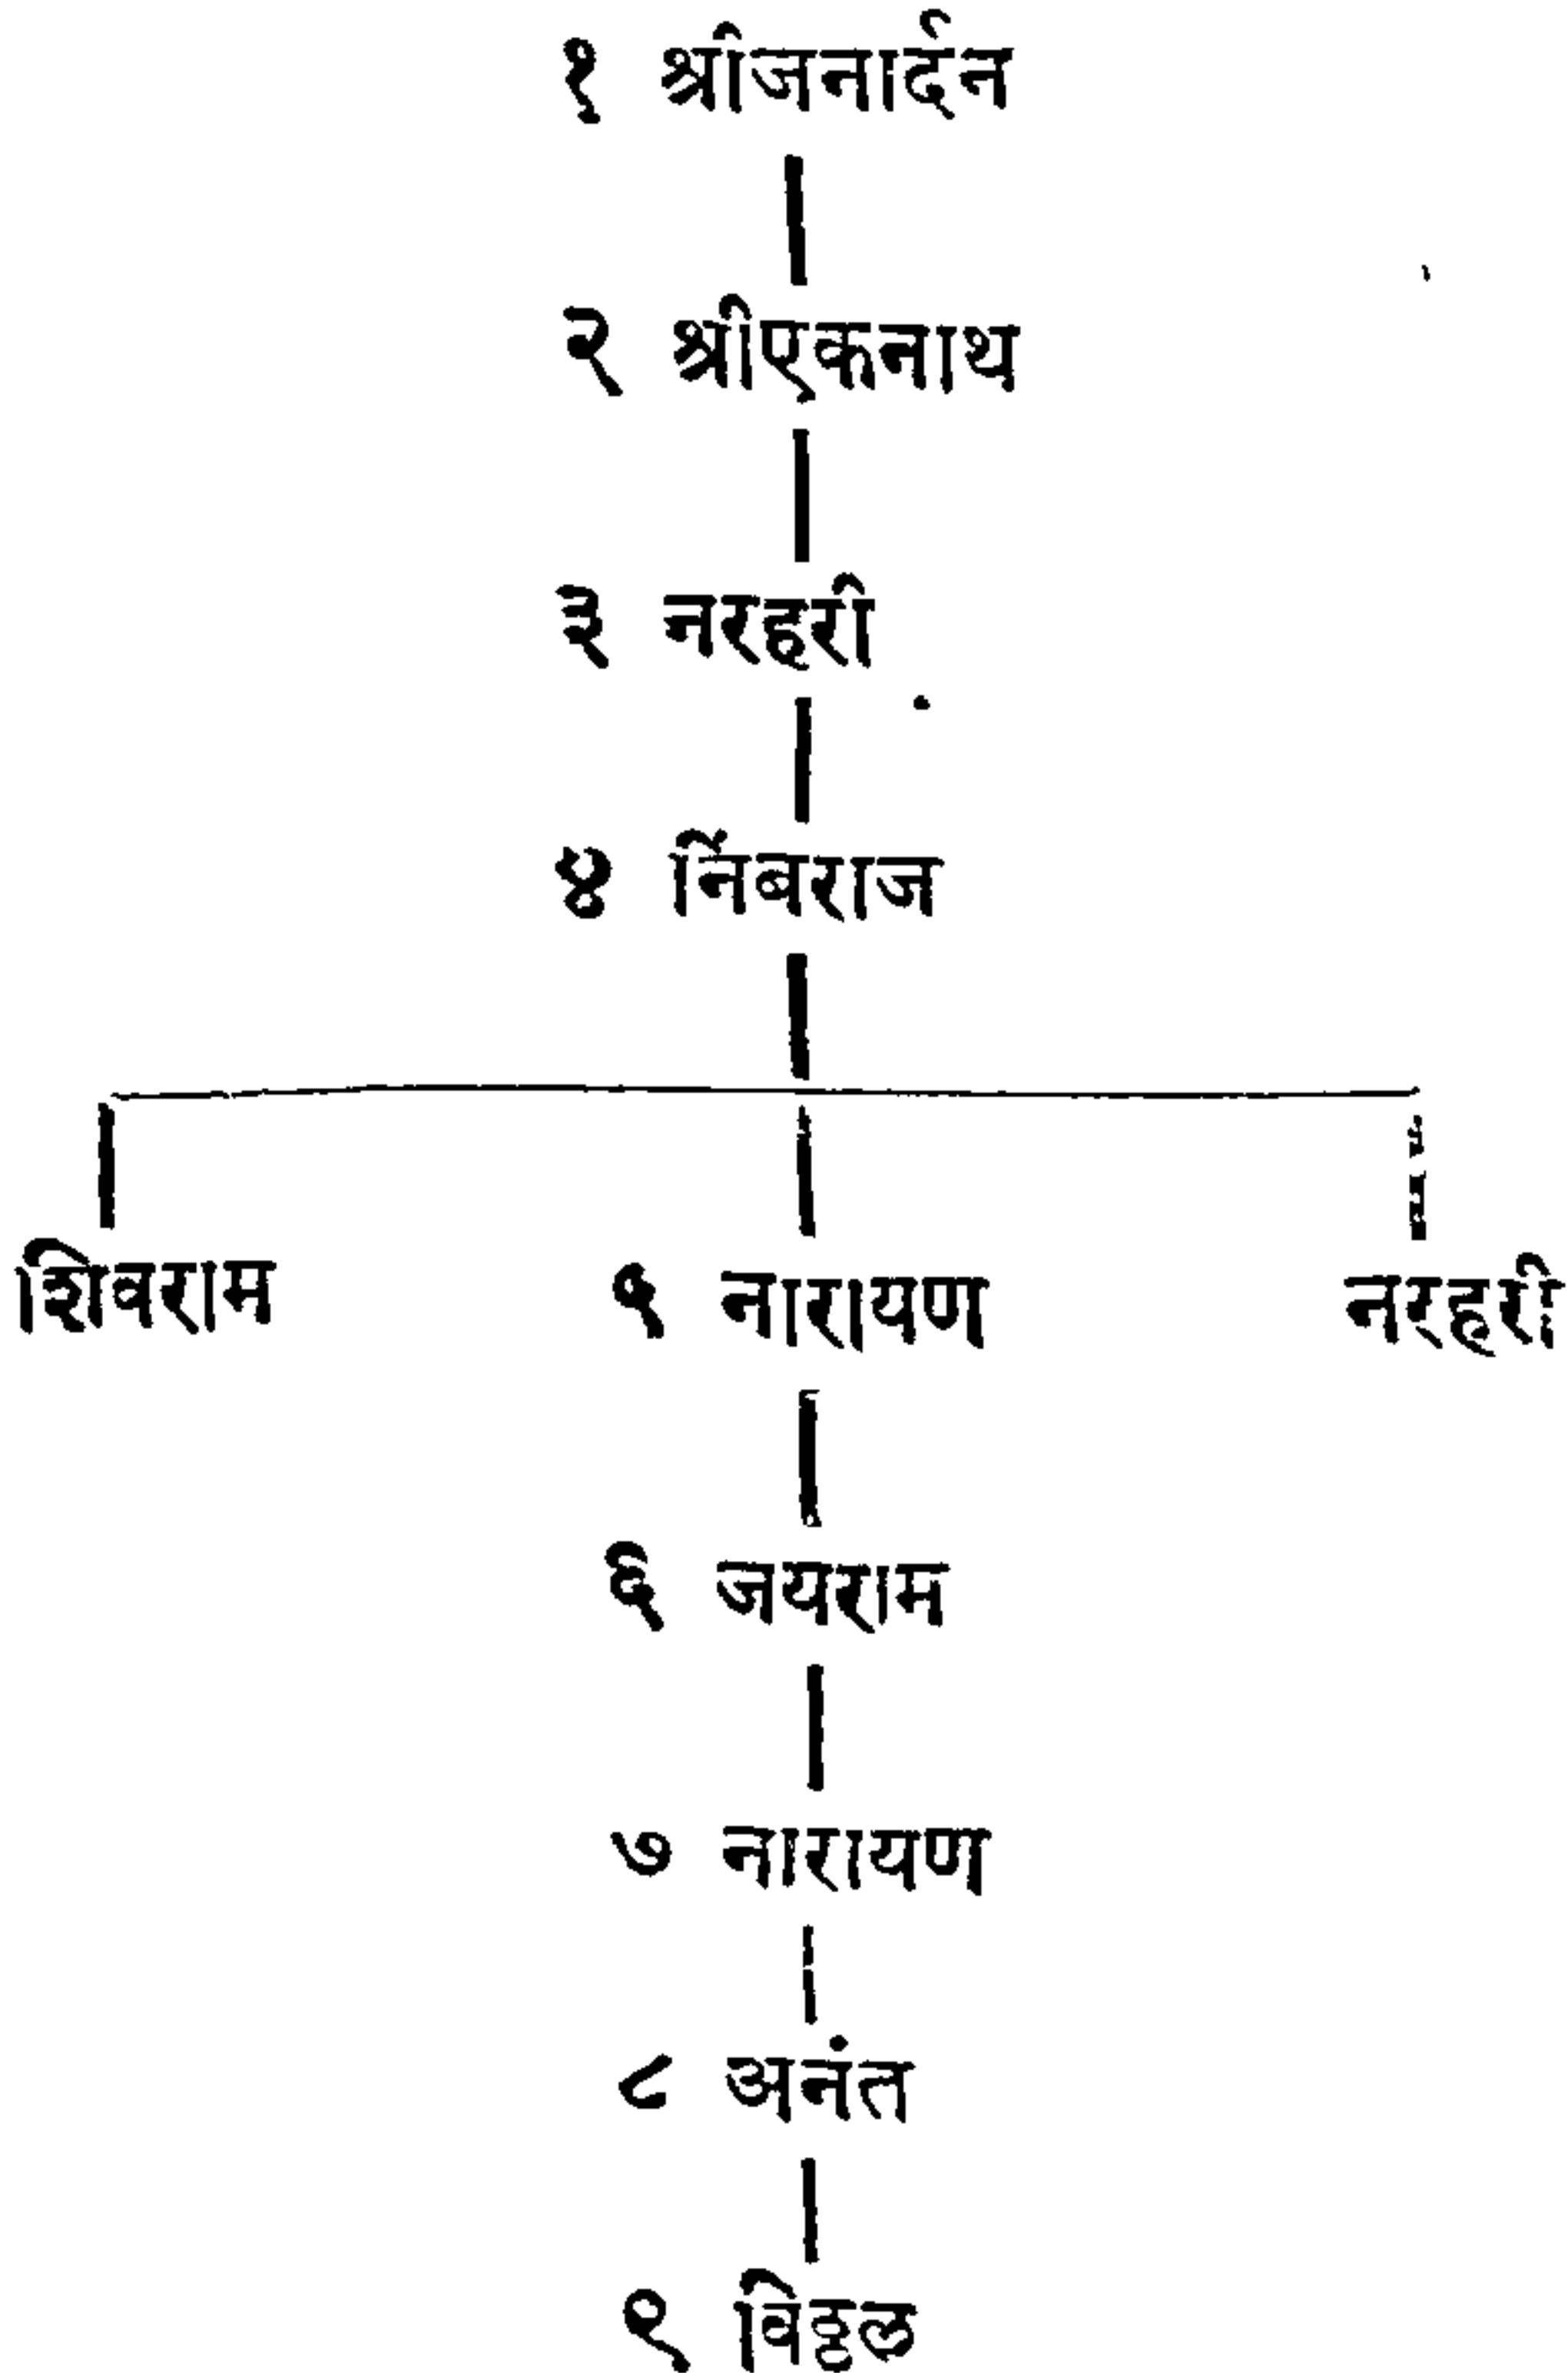 १ श्रीजनार्दन
२ श्रीएकनाथ
३ नरहरी
४ निंबराज
शिवराम ५ नारायण नरहरी
६ जयराम
७ नारायण
८ अनंत
९ विठ्ठल